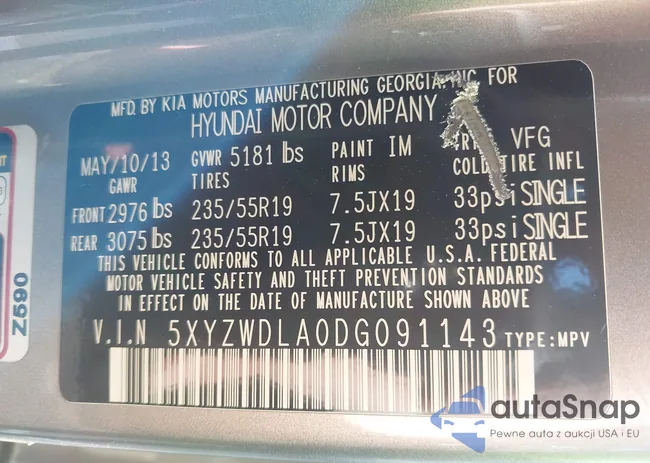 MFD. BY KIA MOTORS MANUFACTURING GEORGIA, INC. FOR
HYUNDAI MOTOR COMPANY
MAY/10/13 GVWR 5181 lbs PAINT IM VFG
GAWR TIRES RIMS COLD TIRE INFL
FRONT 2976 lbs 235/55R19 7.5JX19 33psi SINGLE
REAR 3075 lbs 235/55R19 7.5JX19 33psi SINGLE
THIS VEHICLE CONFORMS TO ALL APPLICABLE U.S.A. FEDERAL
MOTOR VEHICLE SAFETY AND THEFT PREVENTION STANDARDS
IN EFFECT ON THE DATE OF MANUFACTURE SHOWN ABOVE
V.I.N 5XYZWDLA0DG091143 TYPE:MPV
Z590
autaSnap
Pewne auta z aukcji USA i EU